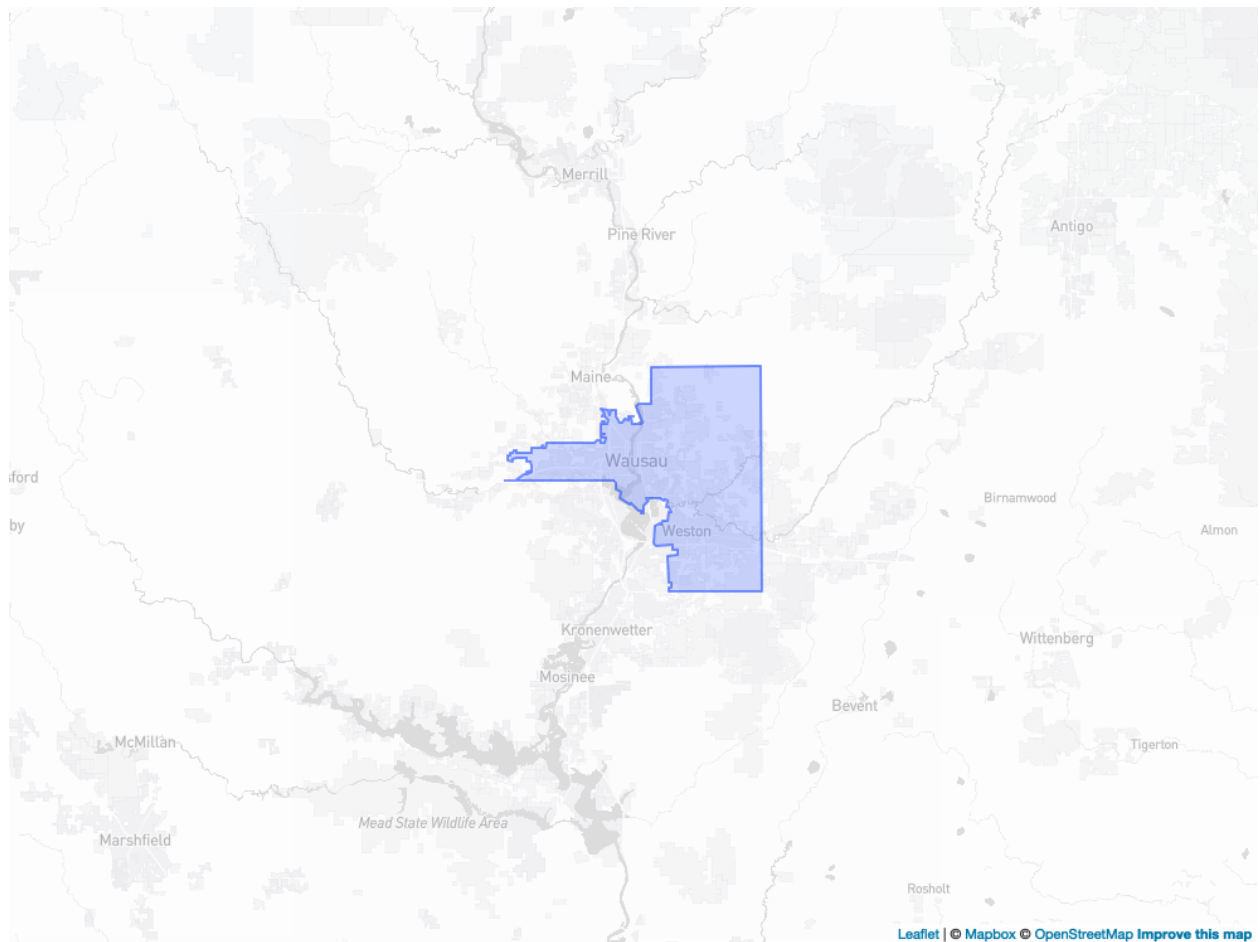 Merrill
Pine River
Antigo
Maine
Wausau
sford
Birnamwood
by
Weston
Almon
Kronenwetter
Wittenberg
Mosinee
Bevent
McMillan
Tigerton
Mead State Wildlife Area
Marshfield
Rosholt
Leaflet | © Mapbox © OpenStreetMap Improve this map